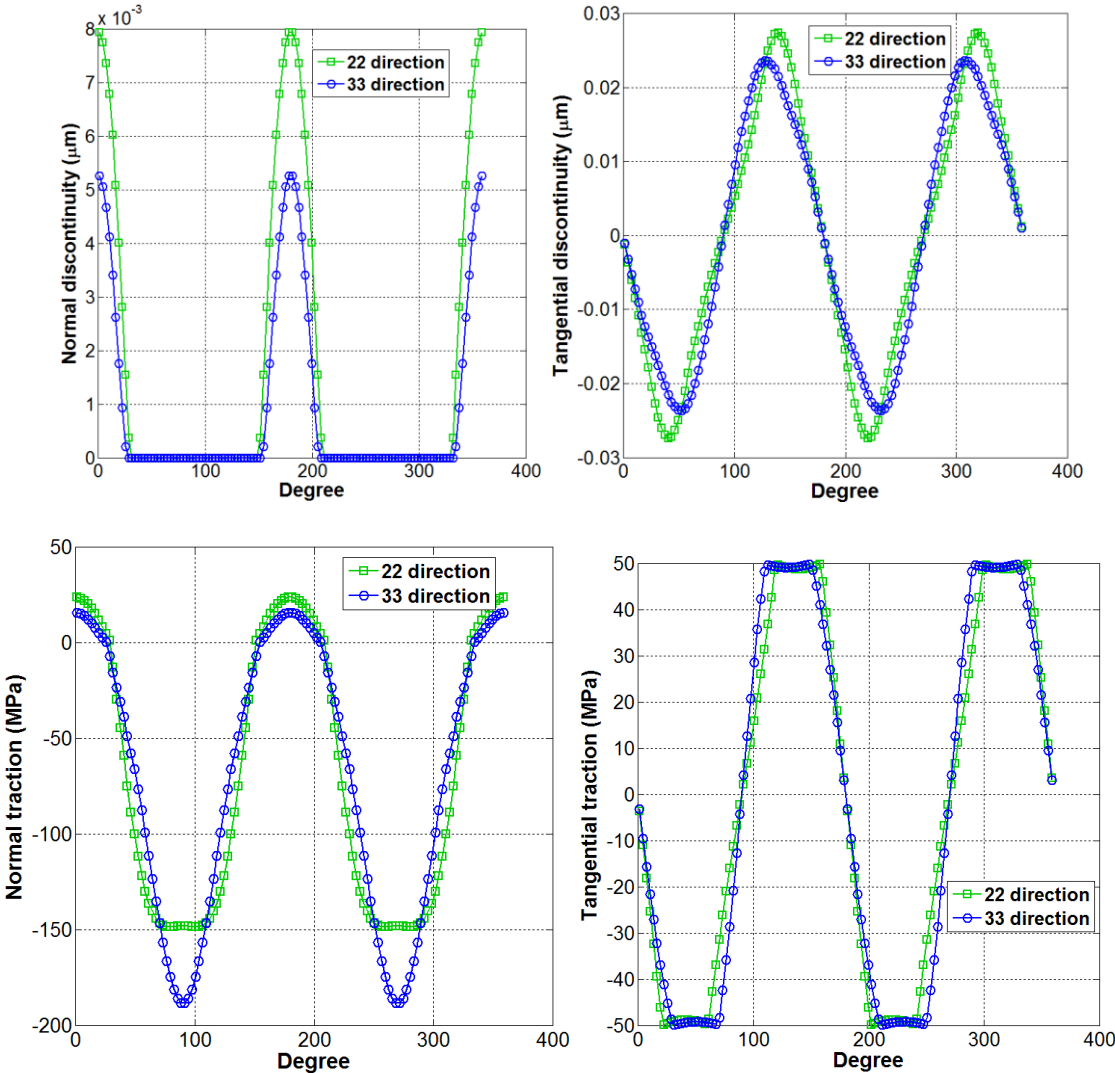 8 x 10⁻³
7
6
5
4
3
2
1
0
0 100 200 300 400
Normal discontinuity (μm)
Degree
22 direction
33 direction
0.03
0.02
0.01
0
-0.01
-0.02
-0.03
0 100 200 300 400
Tangential discontinuity (μm)
Degree
22 direction
33 direction
50
0
-50
-100
-150
-200
0 100 200 300 400
Normal traction (MPa)
Degree
22 direction
33 direction
50
40
30
20
10
0
-10
-20
-30
-40
-50
0 100 200 300 400
Tangential traction (MPa)
Degree
22 direction
33 direction